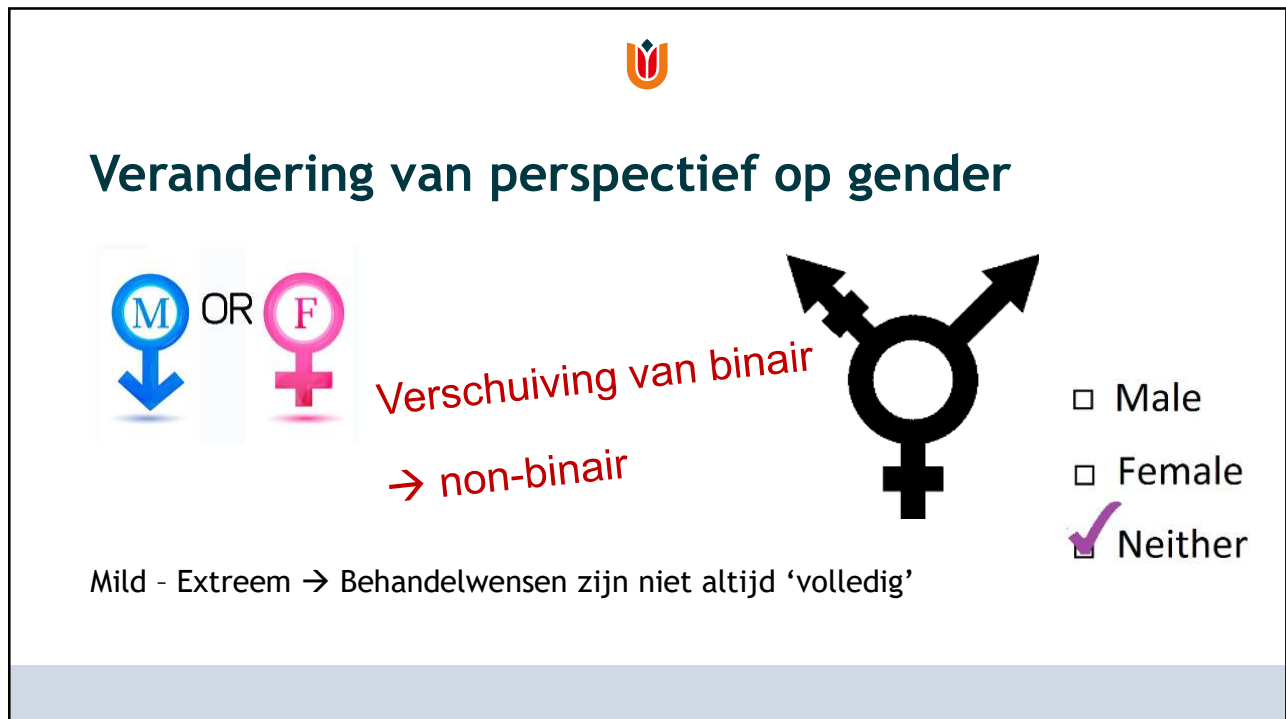 Verandering van perspectief op gender
M OR F
Verschuiving van binair
→ non-binair
□ Male
□ Female
Neither
Mild - Extreem → Behandelwensen zijn niet altijd ‘volledig’